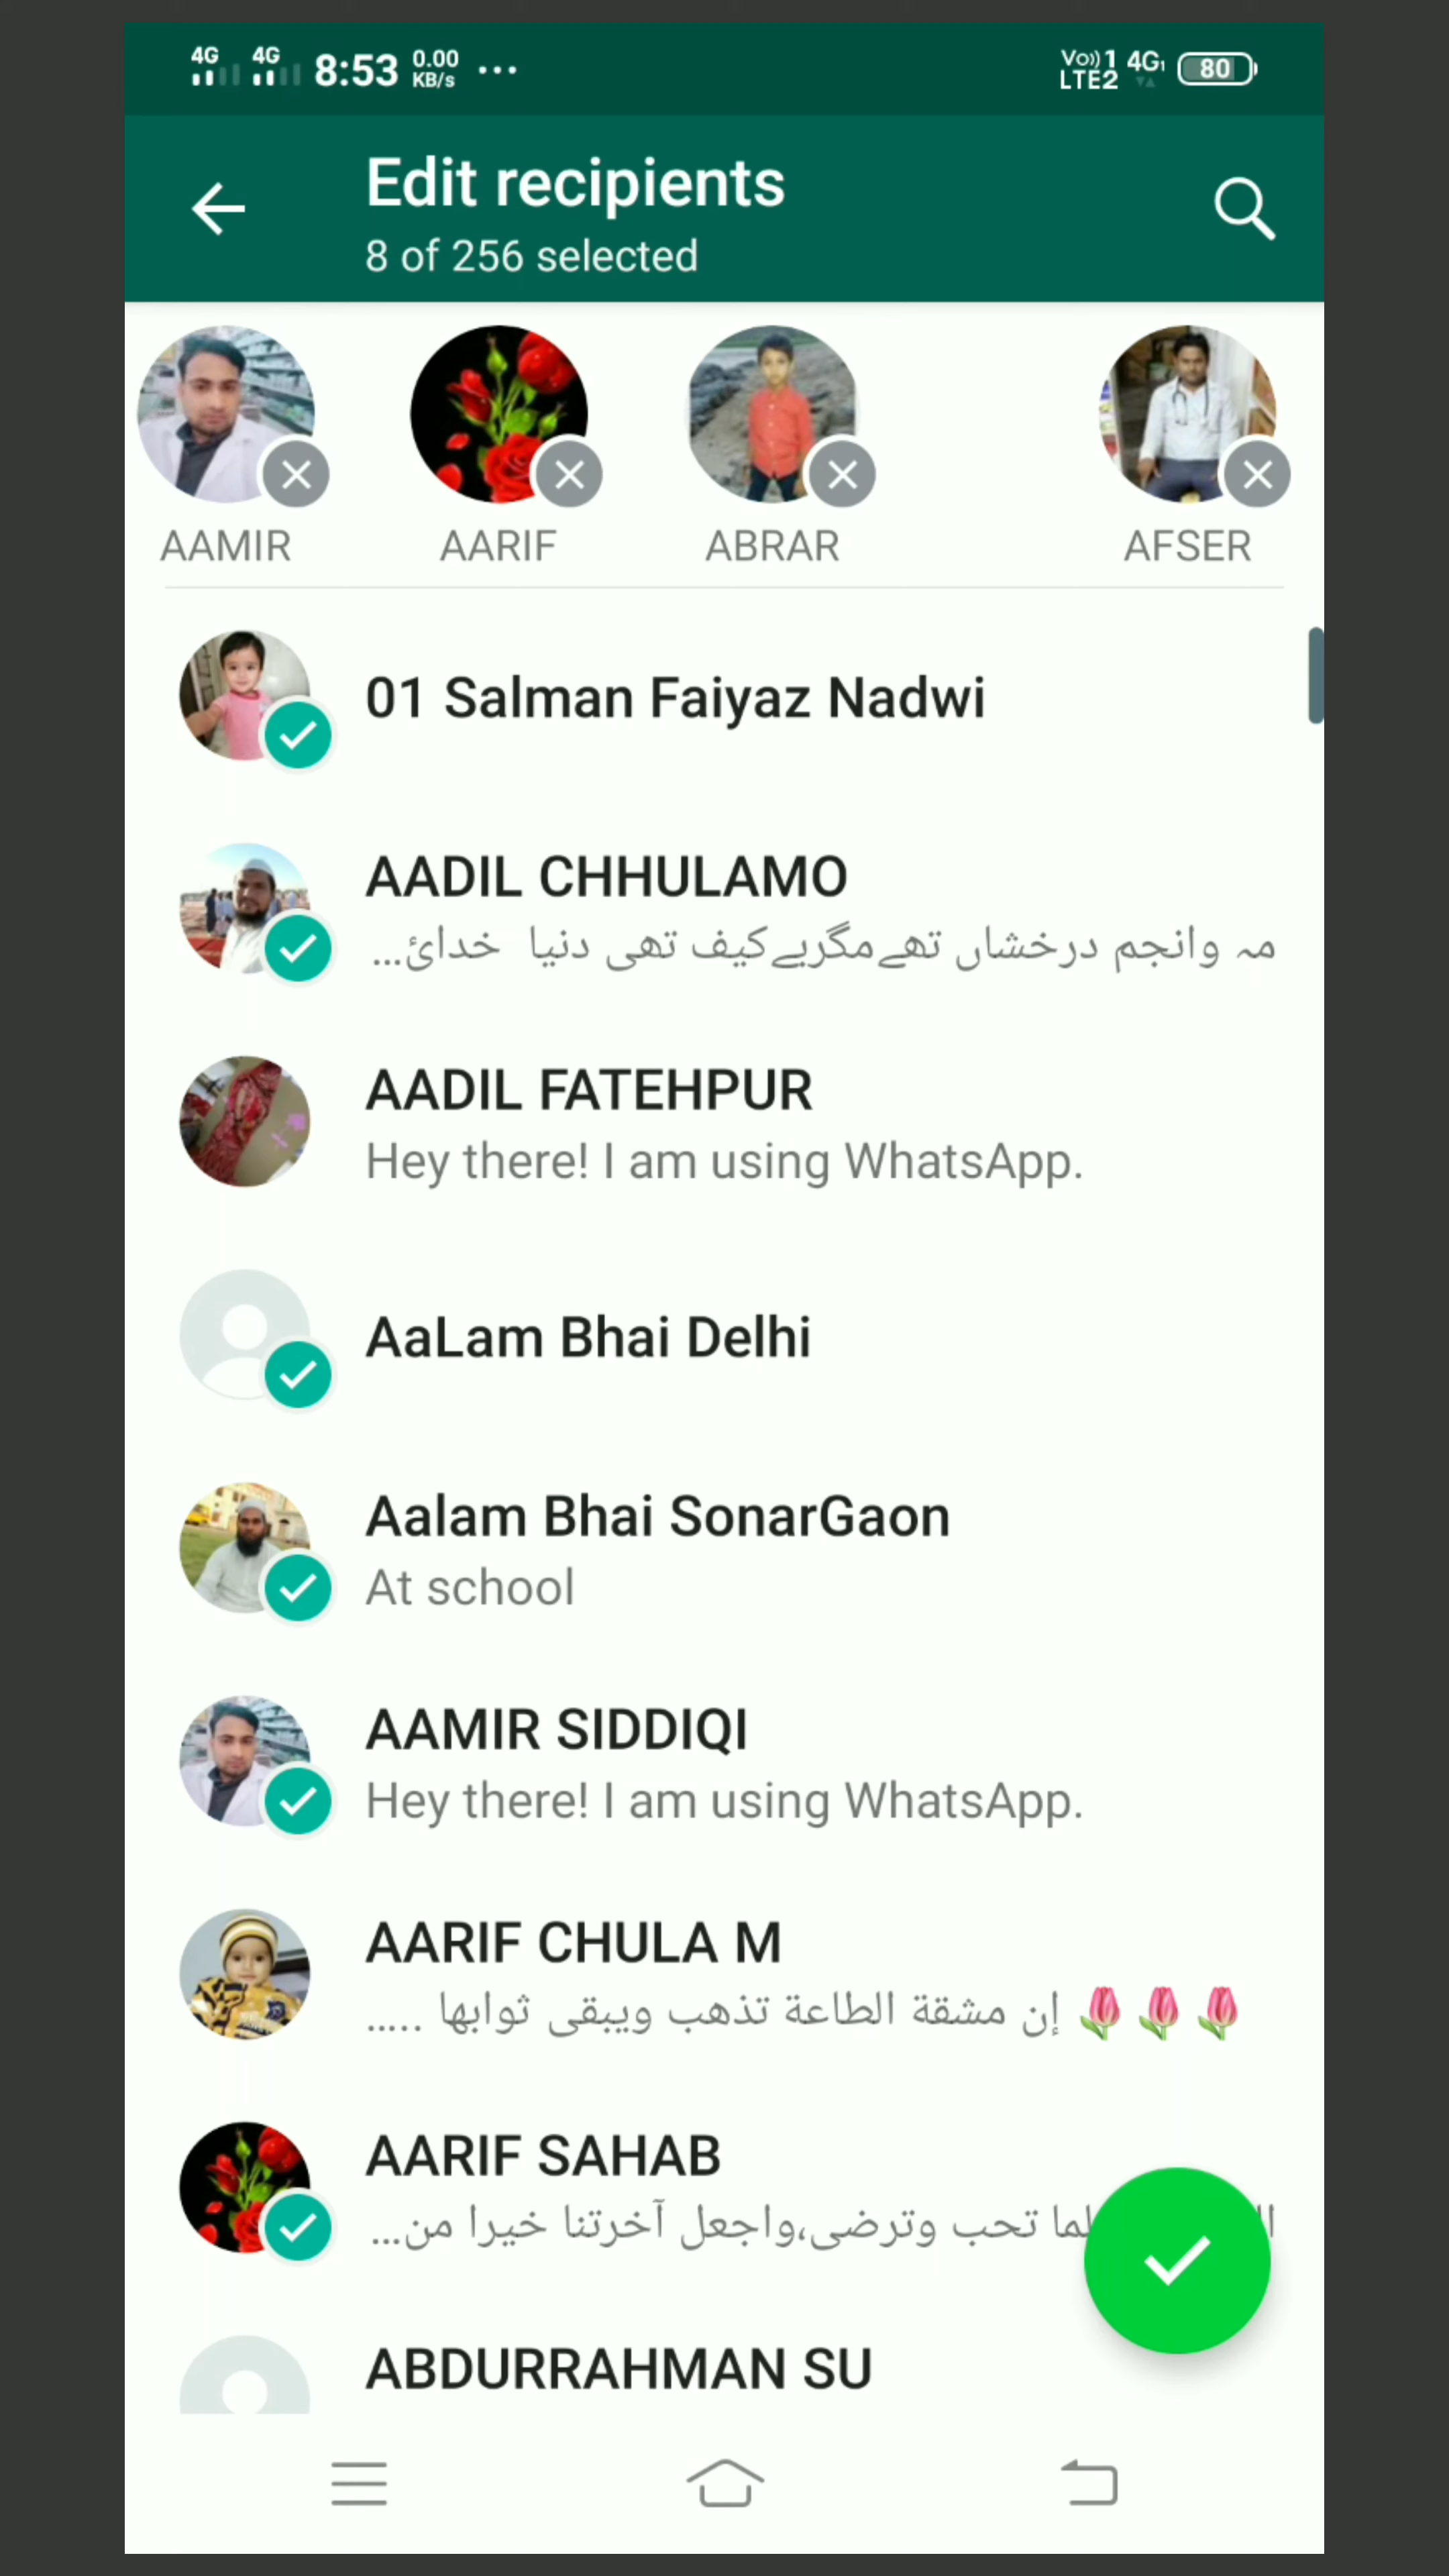 4G 4G 8:53 0.00 KB/s ... Vo)) 1 LTE2 4G1 80
Edit recipients
8 of 256 selected
AAMIR AARIF ABRAR AFSER
01 Salman Faiyaz Nadwi
AADIL CHHULAMO
مہ وانجم درخشاں تھےمگربےکیف تھی دنیا خدائ...
AADIL FATEHPUR
Hey there! I am using WhatsApp.
AaLam Bhai Delhi
Aalam Bhai SonarGaon
At school
AAMIR SIDDIQI
Hey there! I am using WhatsApp.
AARIF CHULA M
🌷🌷🌷 إن مشقة الطاعة تذهب ويبقى ثوابها .....
AARIF SAHAB
تحب وترضى،واجعل آخرتنا خيرا من...
ABDURRAHMAN SU